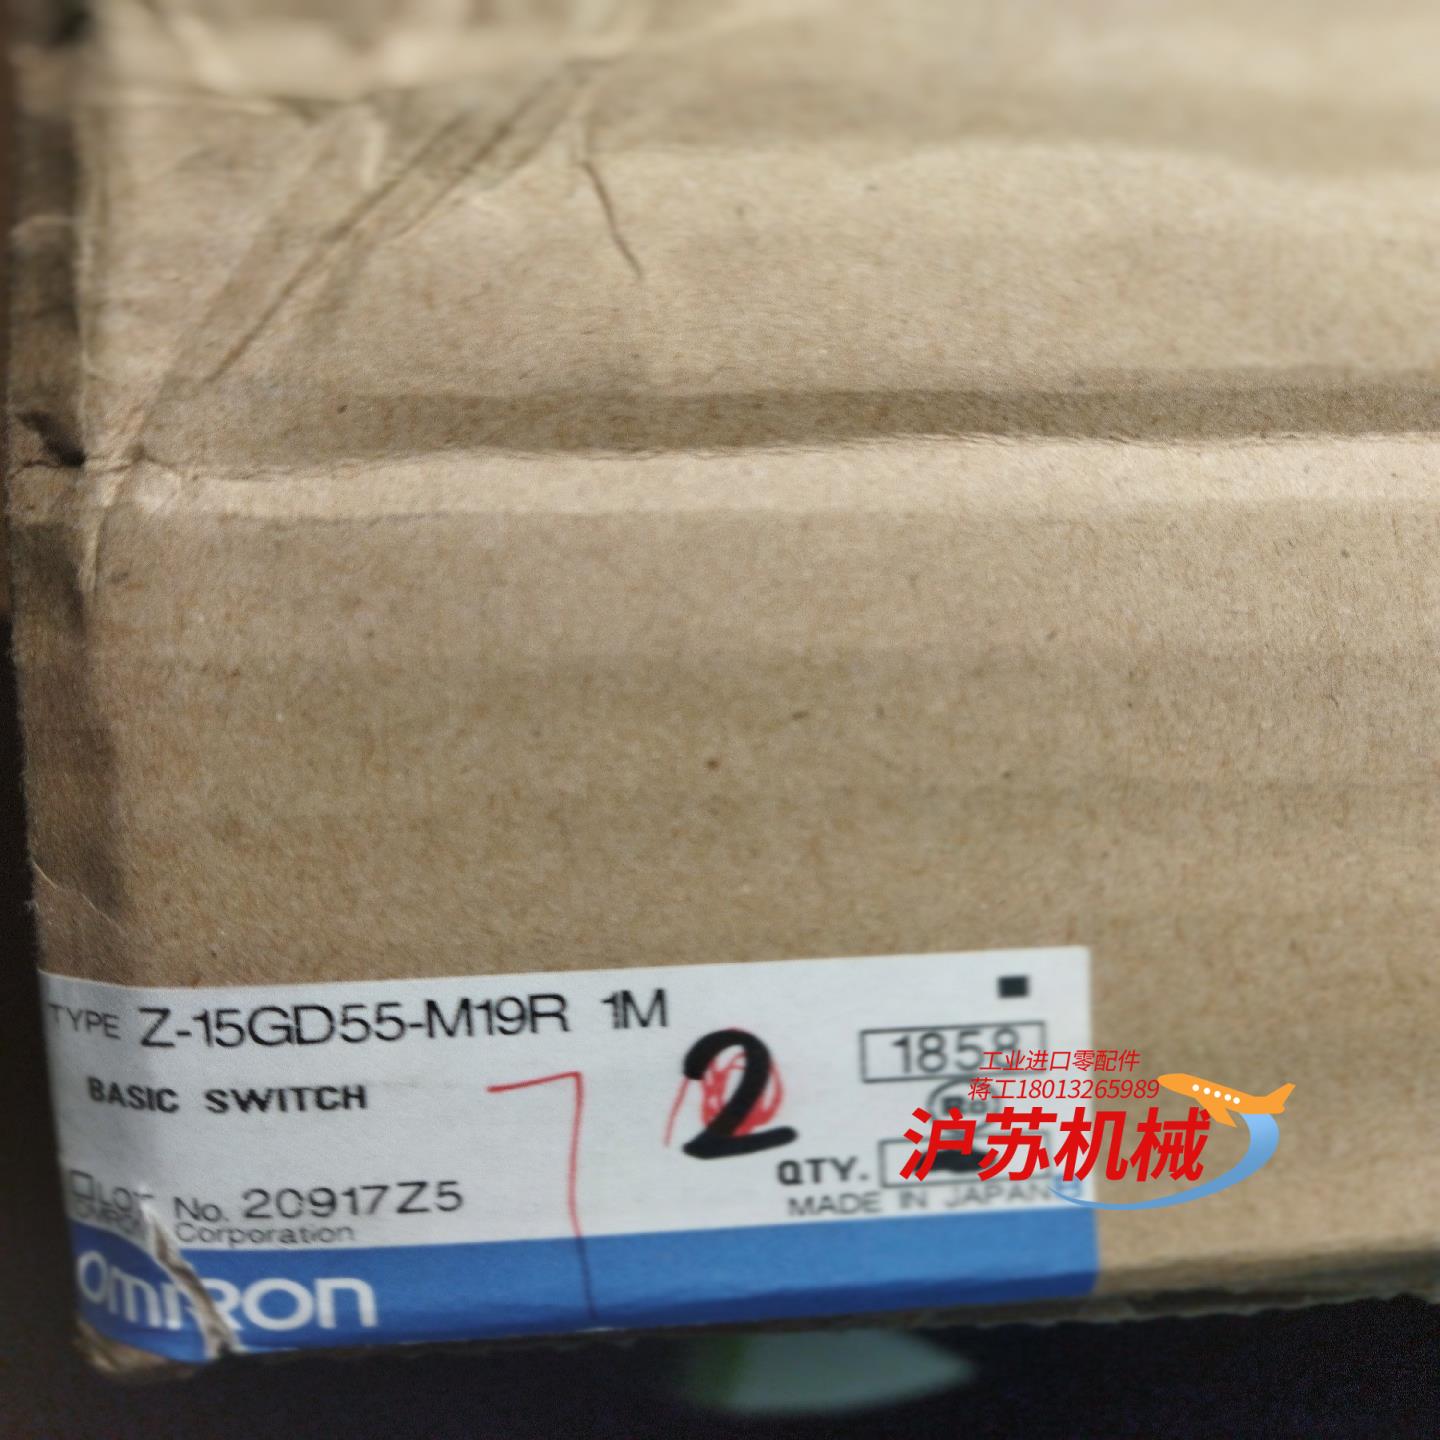 TYPE Z-15GD55-M19R 1M
BASIC SWITCH
7
2
1858
工业进口零配件
蒋工18013265989
沪苏机械
QTY.
MADE IN JAPAN
LOT No. 20917Z5
OMRON Corporation
OMRON